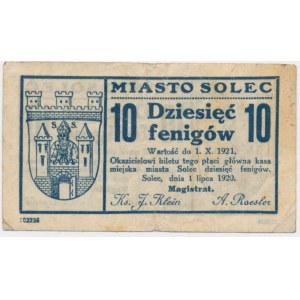 MIASTO SOLEC
S. S.
10 Dziesięć 10
fenigów
Wartość do 1. X. 1921.
Okazicielowi biletu tego płaci główna kasa
miejska miasta Solec dziesięć fenigów.
Solec, dnia 1 lipca 1920.
Magistrat.
Ks. J. Klein A. Roesler